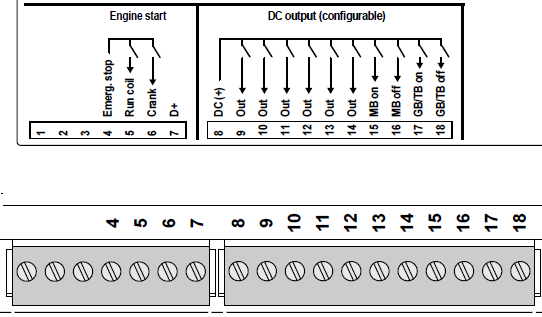 Engine start
DC output (configurable)
Emerg. stop
Run coil
Crank
D+
DC (+)
Out
Out
Out
Out
Out
Out
MB on
MB off
GB/TB on
GB/TB off
1 2 3 4 5 6 7 8 9 10 11 12 13 14 15 16 17 18
4 5 6 7 8 9 10 11 12 13 14 15 16 17 18